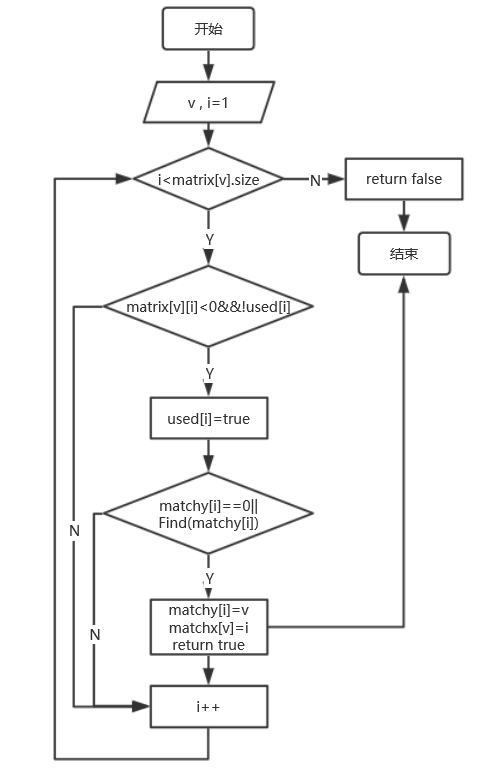 开始
v , i=1
i<matrix[v].size
N
return false
Y
结束
matrix[v][i]<0&&!used[i]
Y
used[i]=true
matchy[i]==0||
Find(matchy[i])
N
Y
matchy[i]=v
matchx[v]=i
return true
N
i++